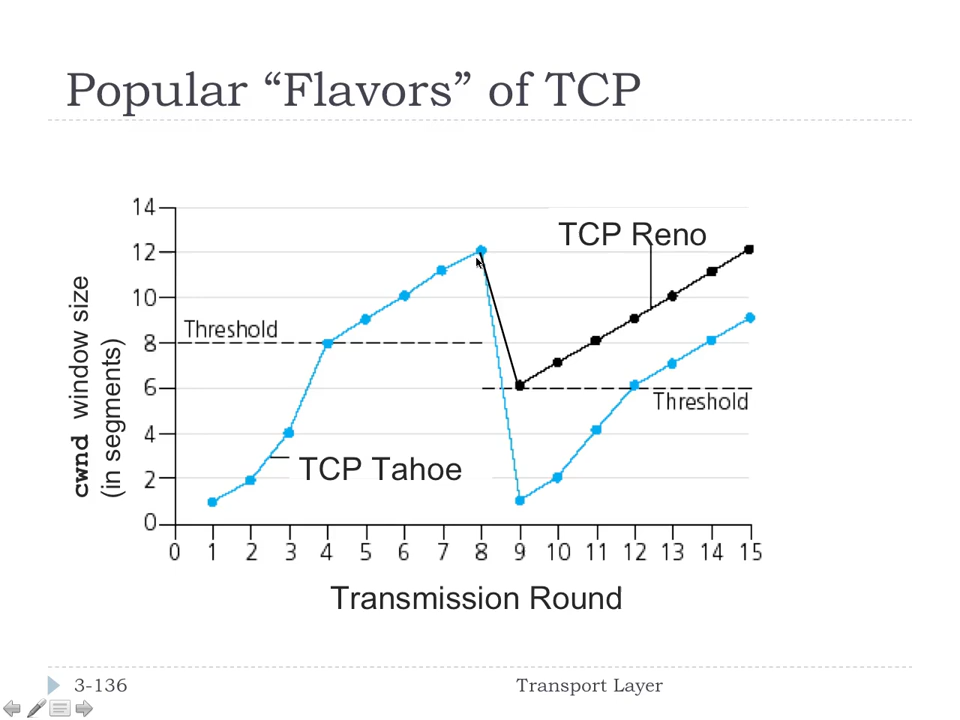 Popular “Flavors” of TCP
14
12
10
8
6
4
2
0
cwnd window size
(in segments)
Threshold
TCP Reno
Threshold
TCP Tahoe
0 1 2 3 4 5 6 7 8 9 10 11 12 13 14 15
Transmission Round
3-136 Transport Layer